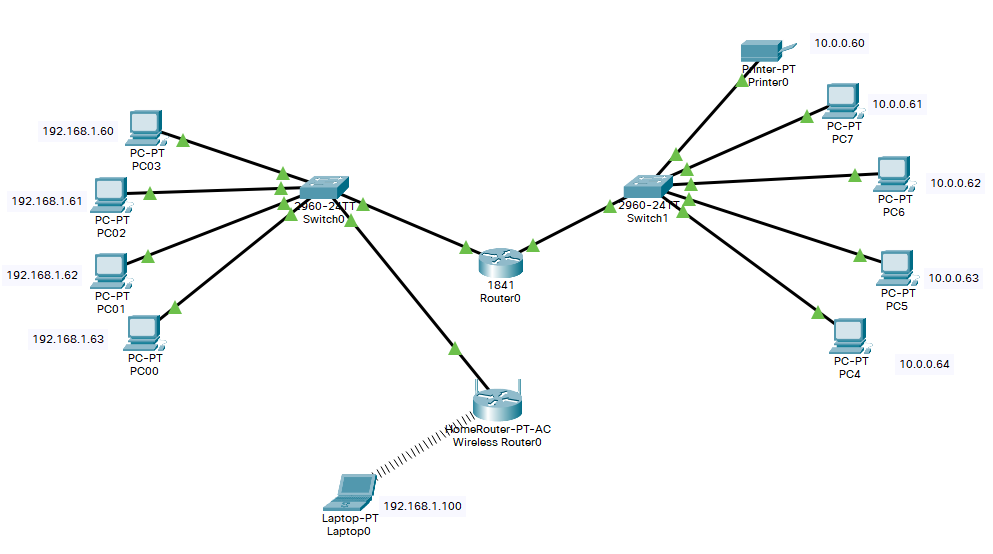 10.0.0.60
Printer-PT
Printer0
192.168.1.60
PC-PT
PC03
10.0.0.61
PC-PT
PC7
192.168.1.61
PC-PT
PC02
2960-24TT
Switch0
2960-24TT
Switch1
10.0.0.62
PC-PT
PC6
192.168.1.62
PC-PT
PC01
1841
Router0
10.0.0.63
PC-PT
PC5
192.168.1.63
PC-PT
PC00
10.0.0.64
PC-PT
PC4
HomeRouter-PT-AC
Wireless Router0
192.168.1.100
Laptop-PT
Laptop0